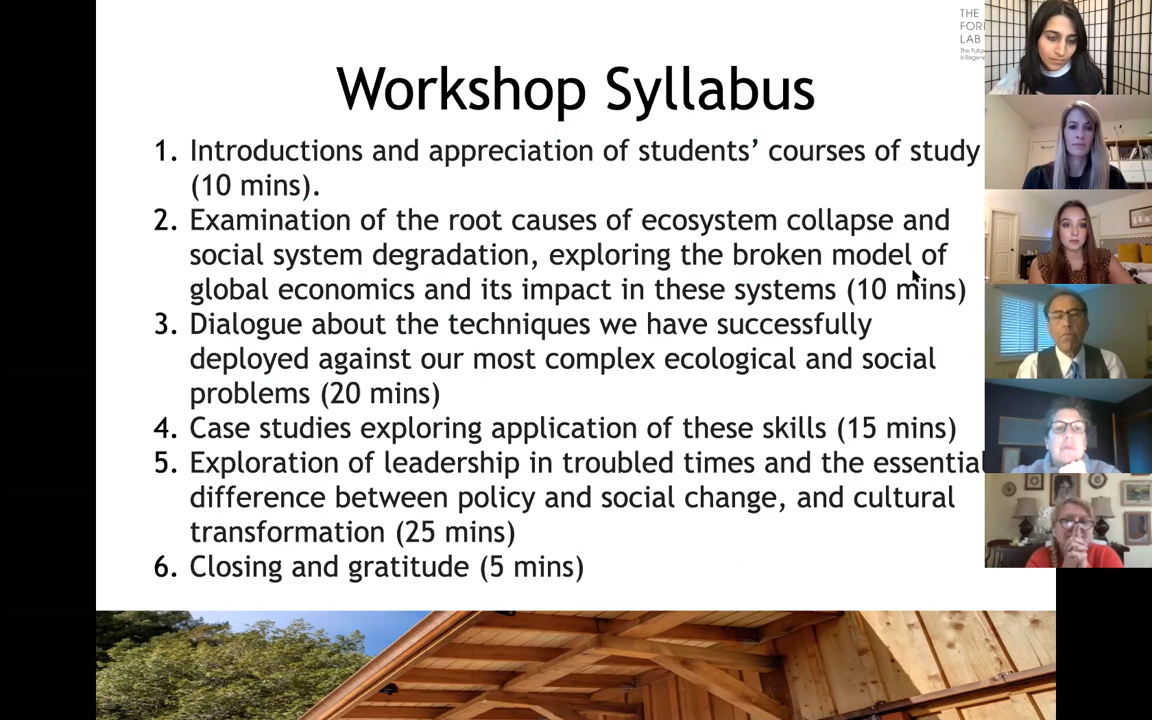 THE
FOR
LAB
The Futu
is Regene
Workshop Syllabus
1. Introductions and appreciation of students’ courses of study
(10 mins).
2. Examination of the root causes of ecosystem collapse and
social system degradation, exploring the broken model of
global economics and its impact in these systems (10 mins)
3. Dialogue about the techniques we have successfully
deployed against our most complex ecological and social
problems (20 mins)
4. Case studies exploring application of these skills (15 mins)
5. Exploration of leadership in troubled times and the essential
difference between policy and social change, and cultural
transformation (25 mins)
6. Closing and gratitude (5 mins)